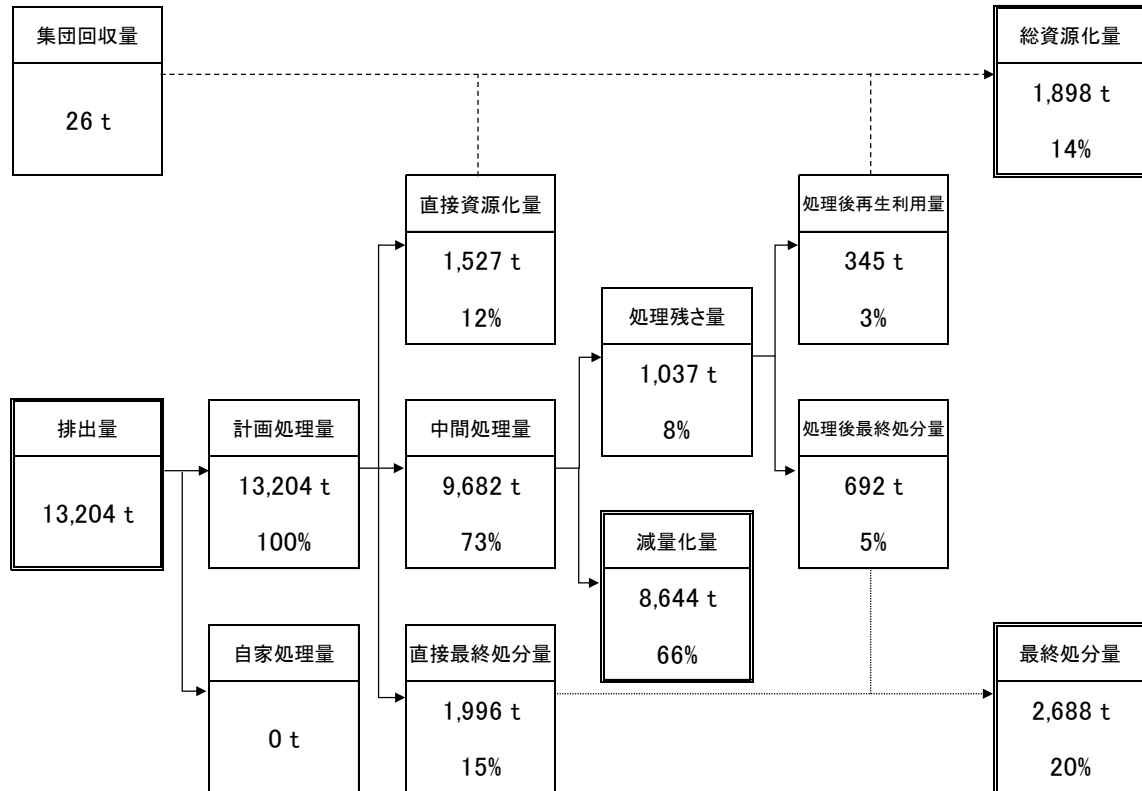 集団回収量
26 t
総資源化量
1,898 t
14%
直接資源化量
1,527 t
12%
処理後再生利用量
345 t
3%
処理残さ量
1,037 t
8%
排出量
13,204 t
計画処理量
13,204 t
100%
中間処理量
9,682 t
73%
処理後最終処分量
692 t
5%
減量化量
8,644 t
66%
自家処理量
0 t
直接最終処分量
1,996 t
15%
最終処分量
2,688 t
20%